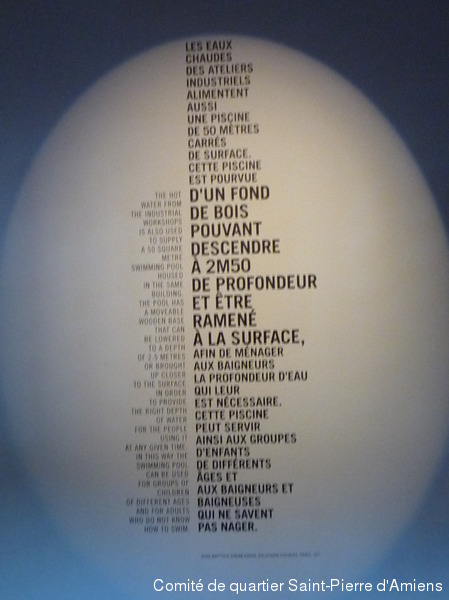 LES EAUX
CHAUDES
DES ATELIERS
INDUSTRIELS
ALIMENTENT
AUSSI
UNE PISCINE
DE 50 MÈTRES
CARRÉS
DE SURFACE.
CETTE PISCINE
EST POURVUE
D'UN FOND
DE BOIS
POUVANT
DESCENDRE
À 2M50
DE PROFONDEUR
ET ÊTRE
RAMENÉ
À LA SURFACE,
AFIN DE MÉNAGER
AUX BAIGNEURS
LA PROFONDEUR D'EAU
QUI LEUR
EST NÉCESSAIRE.
CETTE PISCINE
PEUT SERVIR
AINSI AUX GROUPES
D'ENFANTS
DE DIFFÉRENTS
ÂGES ET
AUX BAIGNEURS ET
BAIGNEUSES
QUI NE SAVENT
PAS NAGER.
THE HOT
WATER FROM
THE INDUSTRIAL
WORKSHOPS
IS ALSO USED
TO SUPPLY
A 50 SQUARE
METRE
SWIMMING POOL
HOUSED
IN THE SAME
BUILDING.
THE POOL HAS
A MOVEABLE
WOODEN BASE
THAT CAN
BE LOWERED
TO A DEPTH
OF 2.5 METRES
OR BROUGHT
UP CLOSER
TO THE SURFACE
IN ORDER
TO PROVIDE
THE RIGHT DEPTH
OF WATER
FOR THE PEOPLE
USING IT
AT ANY GIVEN TIME.
IN THIS WAY THE
SWIMMING POOL
CAN BE USED
FOR GROUPS OF
CHILDREN
OF DIFFERENT AGES
AND FOR ADULTS
WHO DO NOT KNOW
HOW TO SWIM.
Comité de quartier Saint-Pierre d'Amiens